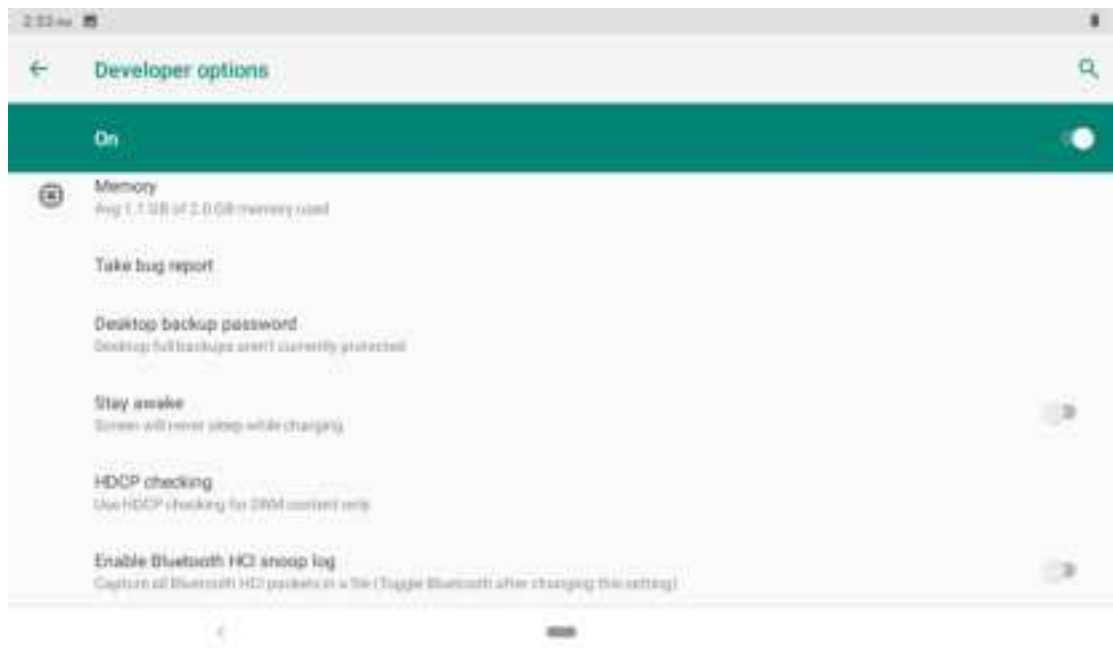 2:53 AM
Developer options
On
Memory
Avg 1.1 GB of 2.0 GB memory used
Take bug report
Desktop backup password
Desktop full backups aren't currently protected
Stay awake
Screen will never sleep while charging
HDCP checking
Use HDCP checking for DRM content only
Enable Bluetooth HCI snoop log
Capture all Bluetooth HCI packets in a file (Toggle Bluetooth after changing this setting)